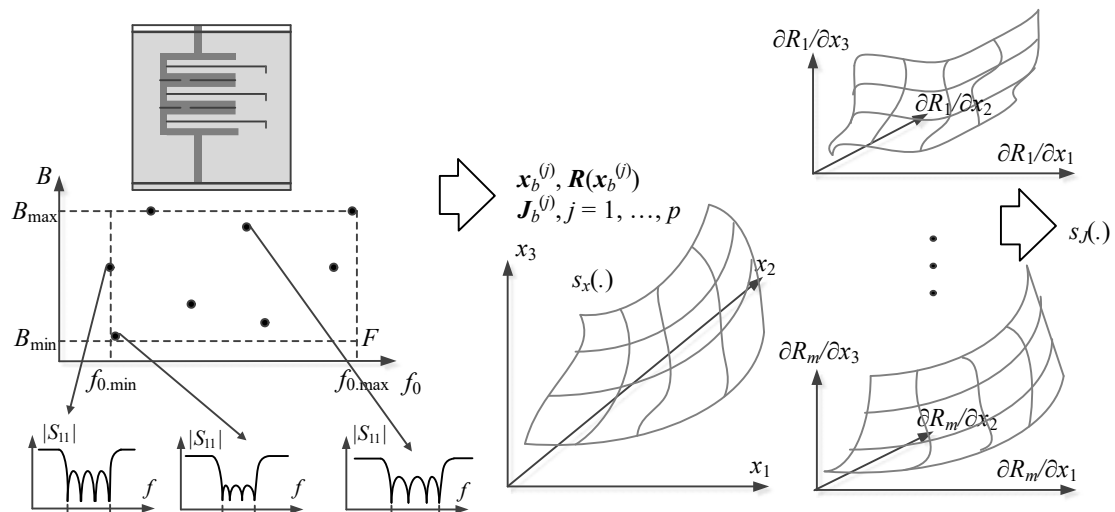 B
B_max
B_min
F
f_0.min
f_0.max
f_0
|S_11|
f
|S_11|
f
|S_11|
f
x_b^(j), R(x_b^(j))
J_b^(j), j = 1, …, p
x_3
s_x(.)
x_2
x_1
∂R_1/∂x_3
∂R_1/∂x_2
∂R_1/∂x_1
s_J(.)
∂R_m/∂x_3
∂R_m/∂x_2
∂R_m/∂x_1